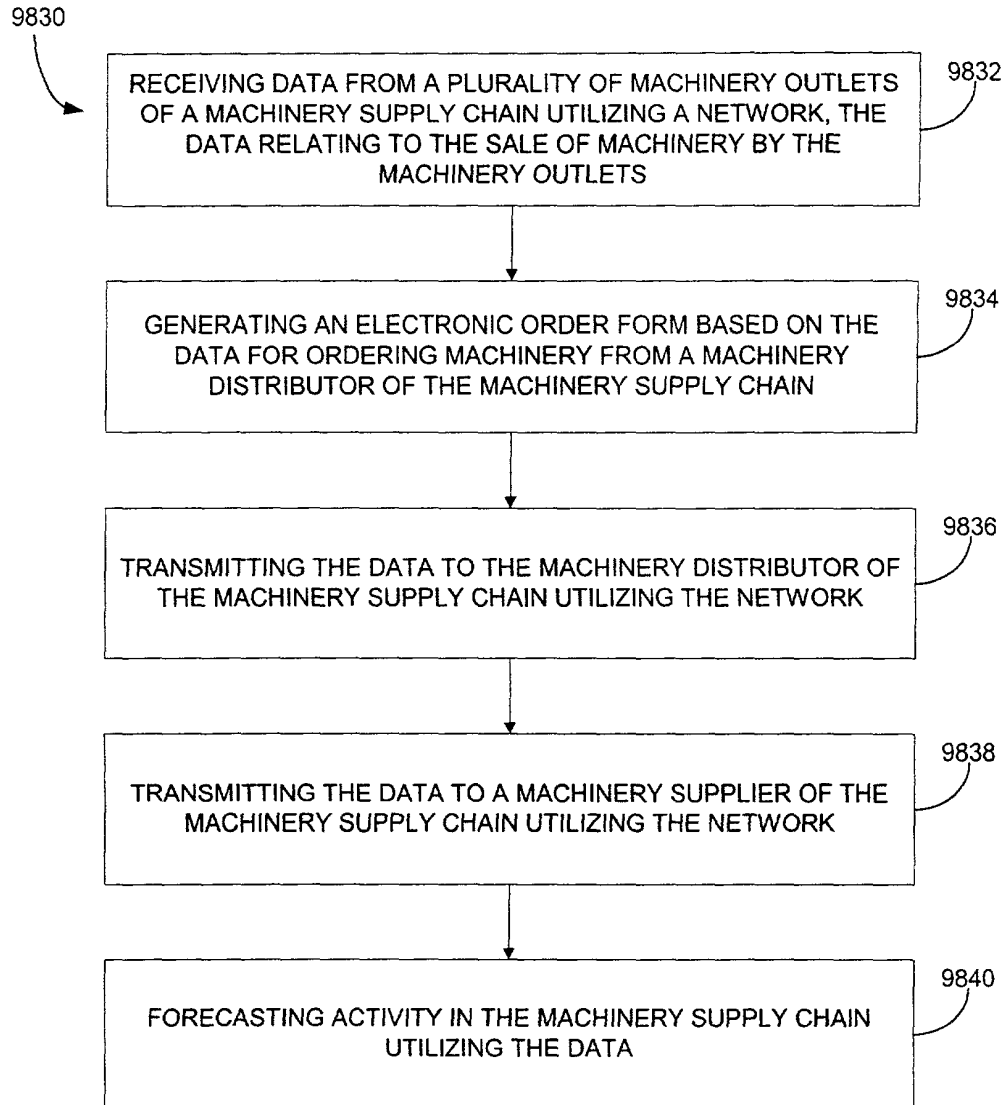 9830
RECEIVING DATA FROM A PLURALITY OF MACHINERY OUTLETS
OF A MACHINERY SUPPLY CHAIN UTILIZING A NETWORK, THE
DATA RELATING TO THE SALE OF MACHINERY BY THE
MACHINERY OUTLETS
9832
GENERATING AN ELECTRONIC ORDER FORM BASED ON THE
DATA FOR ORDERING MACHINERY FROM A MACHINERY
DISTRIBUTOR OF THE MACHINERY SUPPLY CHAIN
9834
TRANSMITTING THE DATA TO THE MACHINERY DISTRIBUTOR OF
THE MACHINERY SUPPLY CHAIN UTILIZING THE NETWORK
9836
TRANSMITTING THE DATA TO A MACHINERY SUPPLIER OF THE
MACHINERY SUPPLY CHAIN UTILIZING THE NETWORK
9838
FORECASTING ACTIVITY IN THE MACHINERY SUPPLY CHAIN
UTILIZING THE DATA
9840